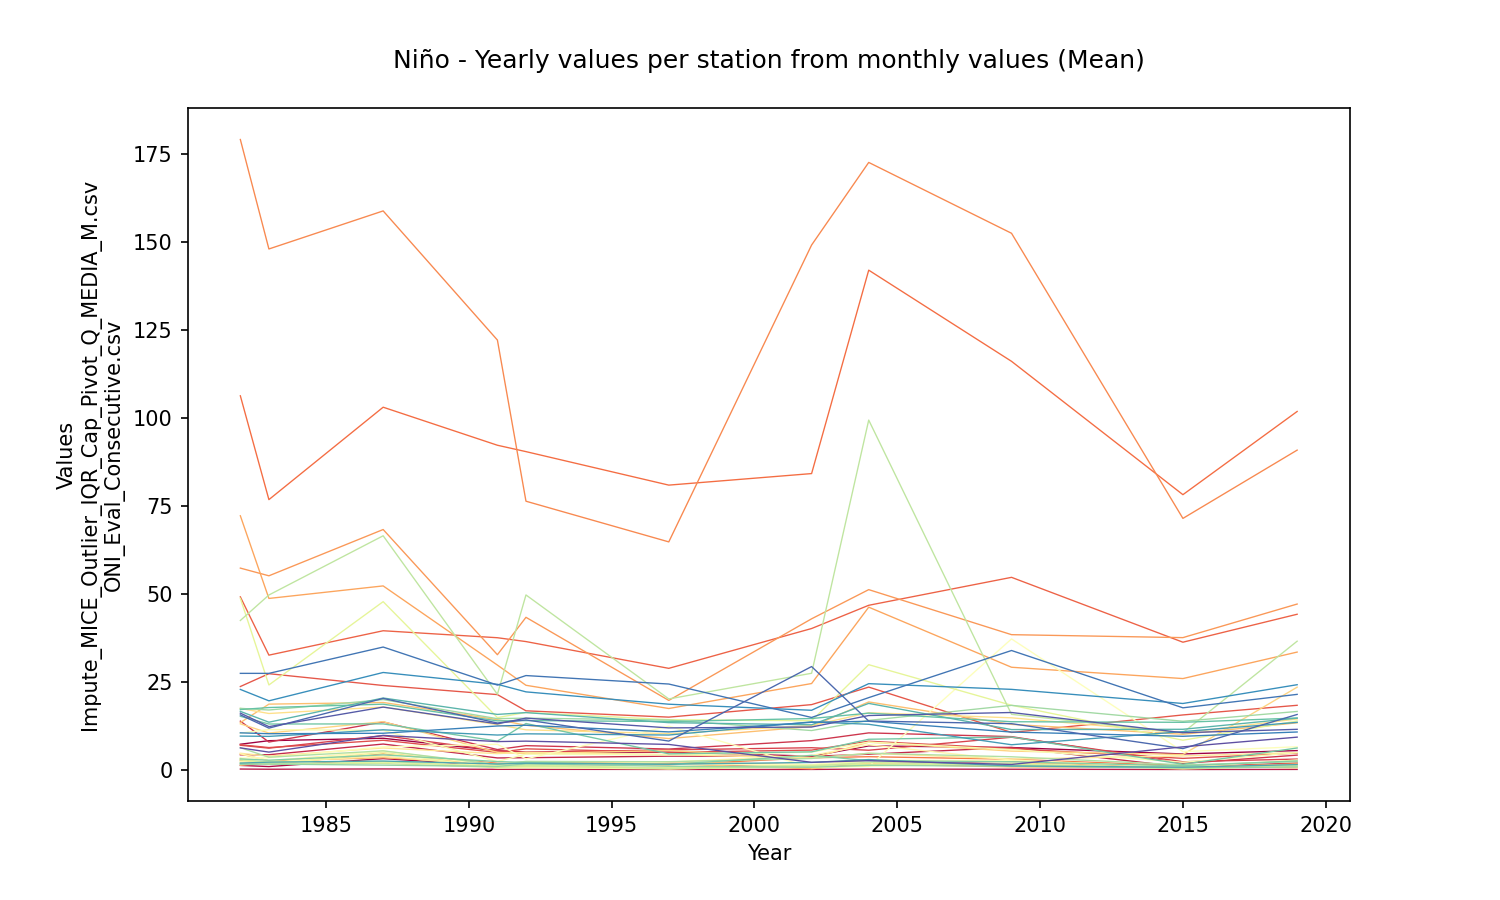 Niño - Yearly values per station from monthly values (Mean)
Values
Impute_MICE_Outlier_IQR_Cap_Pivot_Q_MEDIA_M.csv
ONI_Eval_Consecutive.csv
175
150
125
100
75
50
25
0
1985 1990 1995 2000 2005 2010 2015 2020
Year